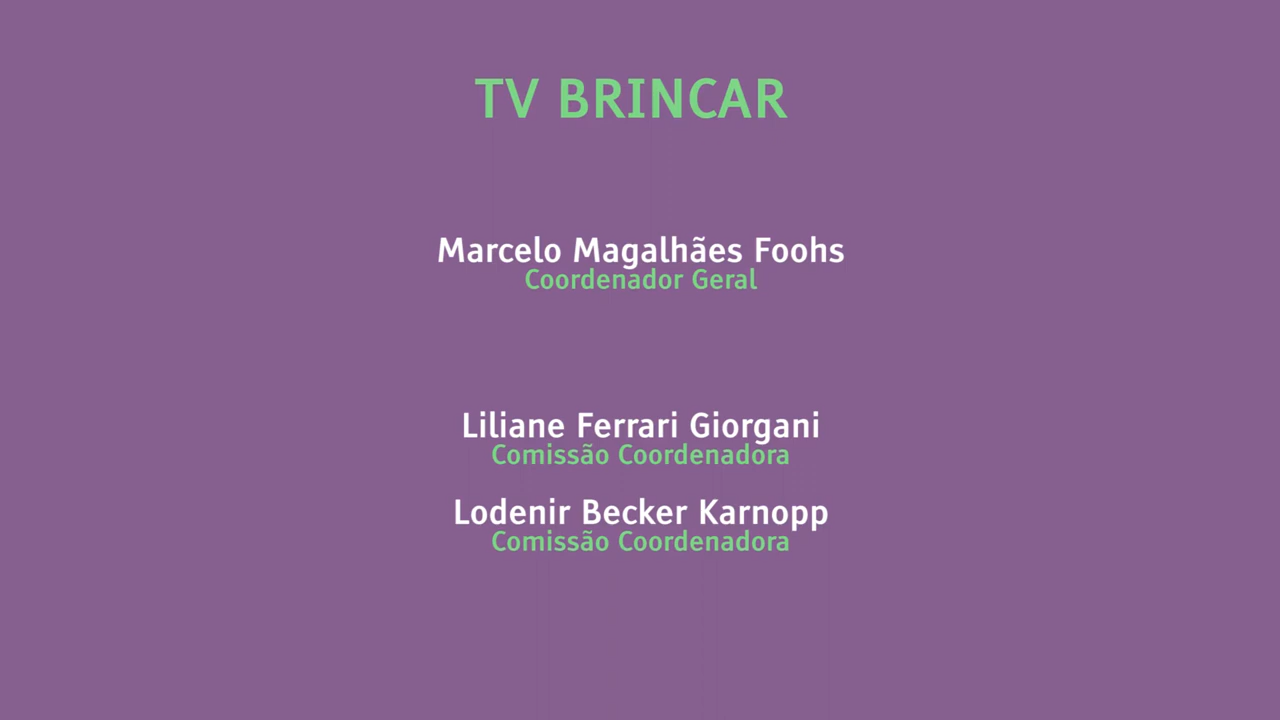 TV BRINCAR
Marcelo Magalhães Foohs
Coordenador Geral
Liliane Ferrari Giorgani
Comissão Coordenadora
Lodenir Becker Karnopp
Comissão Coordenadora